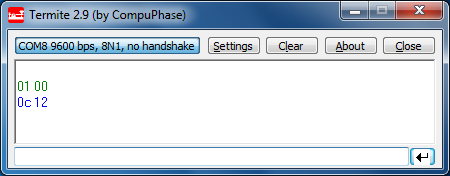 Termite 2.9 (by CompuPhase)
COM8 9600 bps, 8N1, no handshake Settings Clear About Close
01 00
0c 12